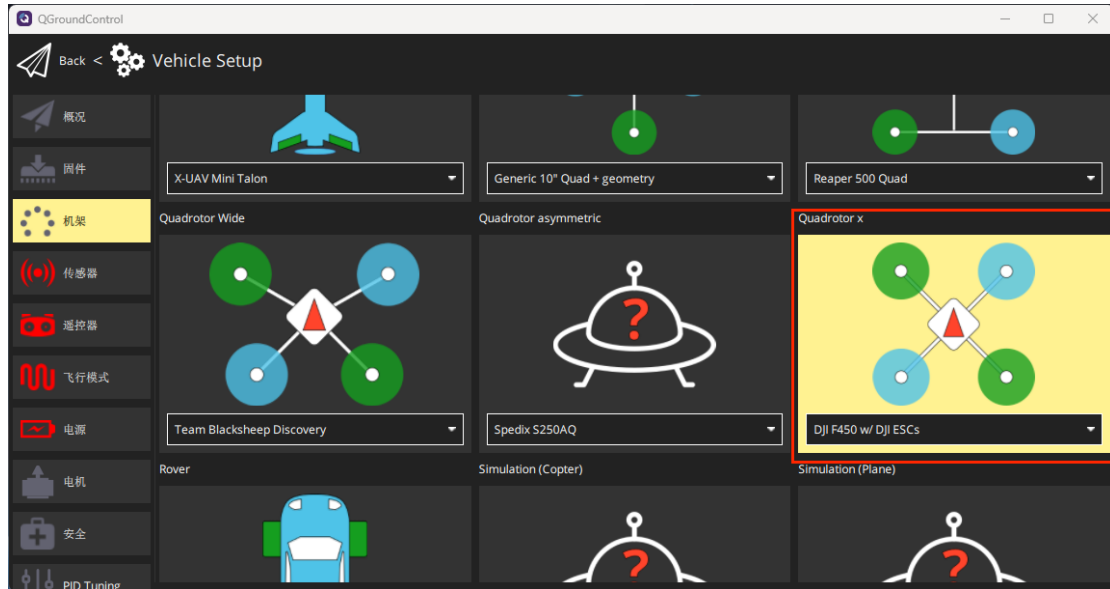 QGroundControl
Back < Vehicle Setup
概况
固件
机架
传感器
遥控器
飞行模式
电源
电机
安全
PID Tuning
X-UAV Mini Talon
Generic 10" Quad + geometry
Reaper 500 Quad
Quadrotor Wide
Quadrotor asymmetric
Quadrotor x
?
Team Blacksheep Discovery
Spedix S250AQ
DJI F450 w/ DJI ESCs
Rover
Simulation (Copter)
Simulation (Plane)
?
?